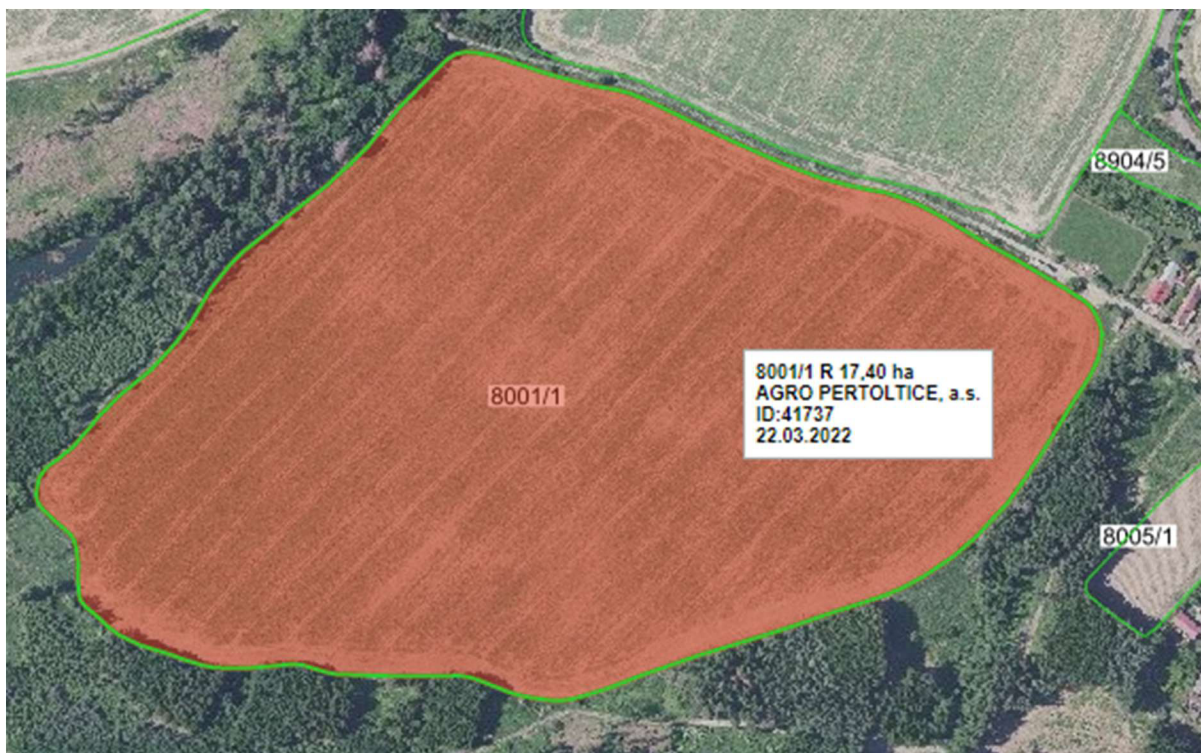 8904/5
8001/1 R 17,40 ha
AGRO PERTOLTICE, a.s.
ID:41737
22.03.2022
8001/1
8005/1